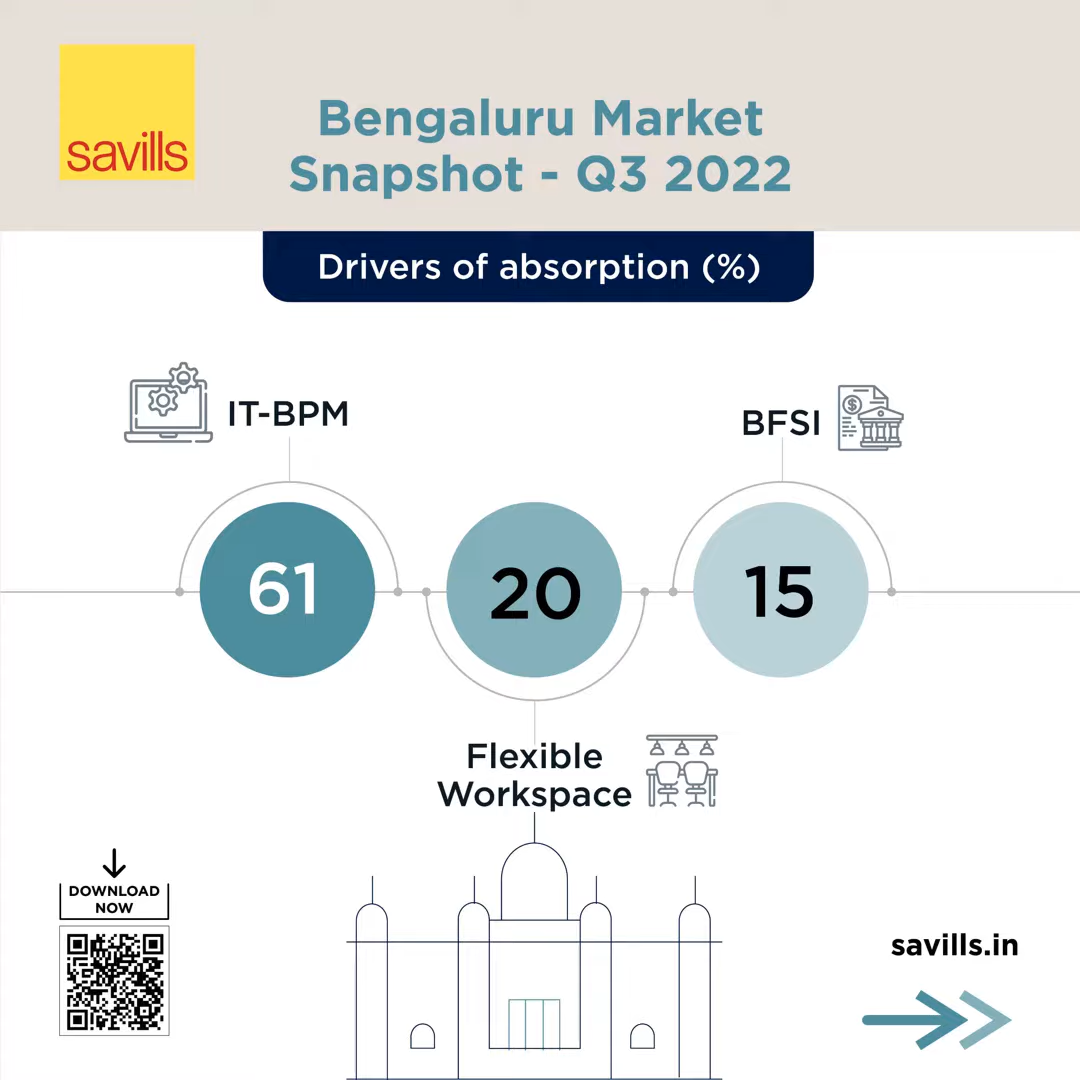 savills
Bengaluru Market
Snapshot - Q3 2022
Drivers of absorption (%)
IT-BPM
BFSI
61
20
15
Flexible
Workspace
DOWNLOAD
NOW
savills.in